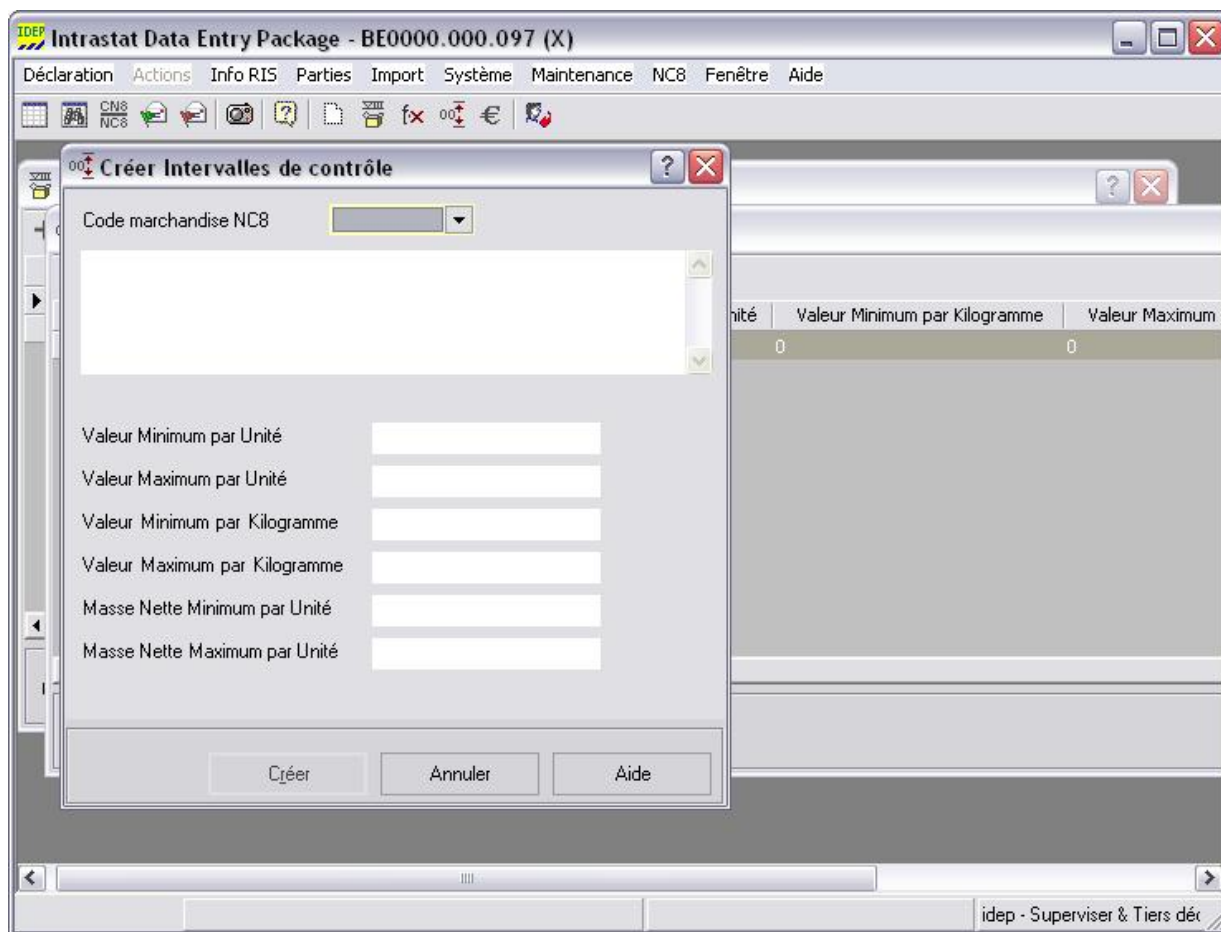 IDEP Intrastat Data Entry Package - BE0000.000.097 (X)
Déclaration Actions Info RIS Parties Import Système Maintenance NC8 Fenêtre Aide
CN8
NC8
Créer Intervalles de contrôle
Code marchandise NC8
nité Valeur Minimum par Kilogramme Valeur Maximum
0 0
Valeur Minimum par Unité
Valeur Maximum par Unité
Valeur Minimum par Kilogramme
Valeur Maximum par Kilogramme
Masse Nette Minimum par Unité
Masse Nette Maximum par Unité
Créer Annuler Aide
idep - Superviser & Tiers déc